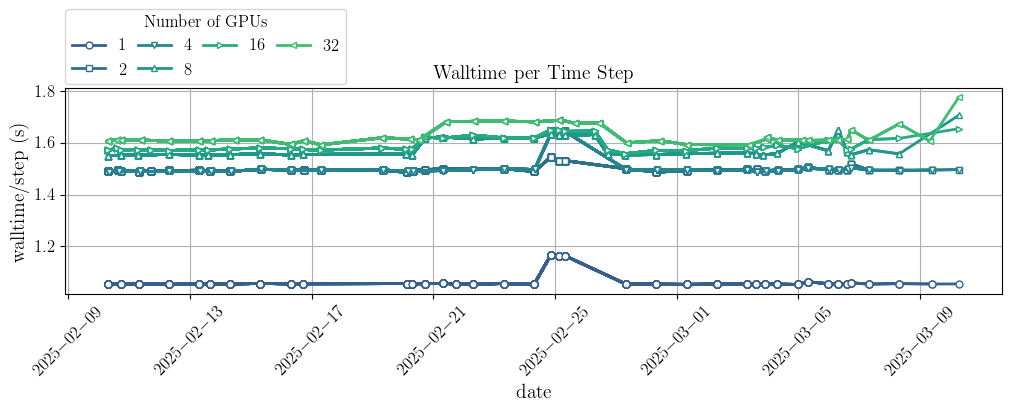 Number of GPUs
1 4 16 32
2 8
Walltime per Time Step
1.8
1.6
1.4
1.2
walltime/step (s)
2025−02−09 2025−02−13 2025−02−17 2025−02−21 2025−02−25 2025−03−01 2025−03−05 2025−03−09
date